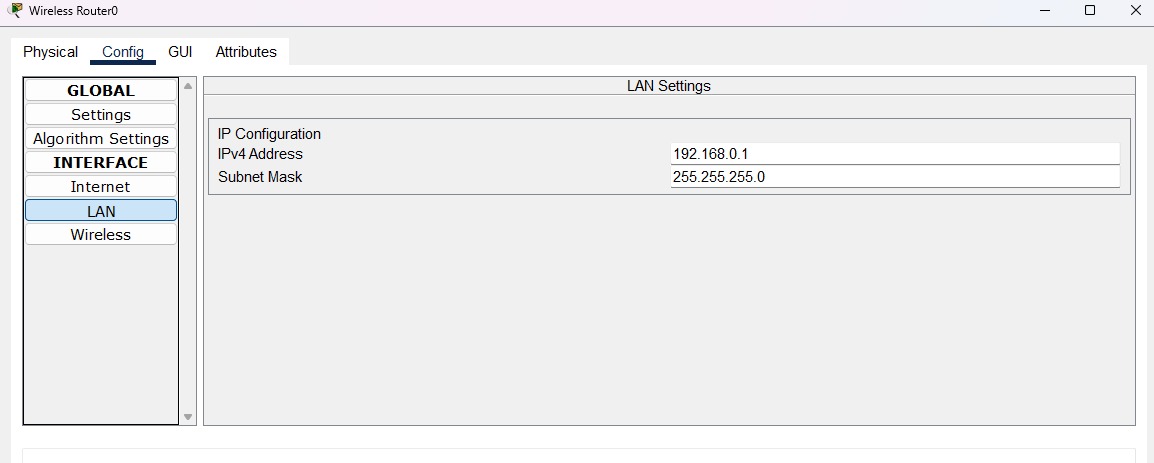 Wireless Router0
Physical Config GUI Attributes
GLOBAL
Settings
Algorithm Settings
INTERFACE
Internet
LAN
Wireless
LAN Settings
IP Configuration
IPv4 Address 192.168.0.1
Subnet Mask 255.255.255.0